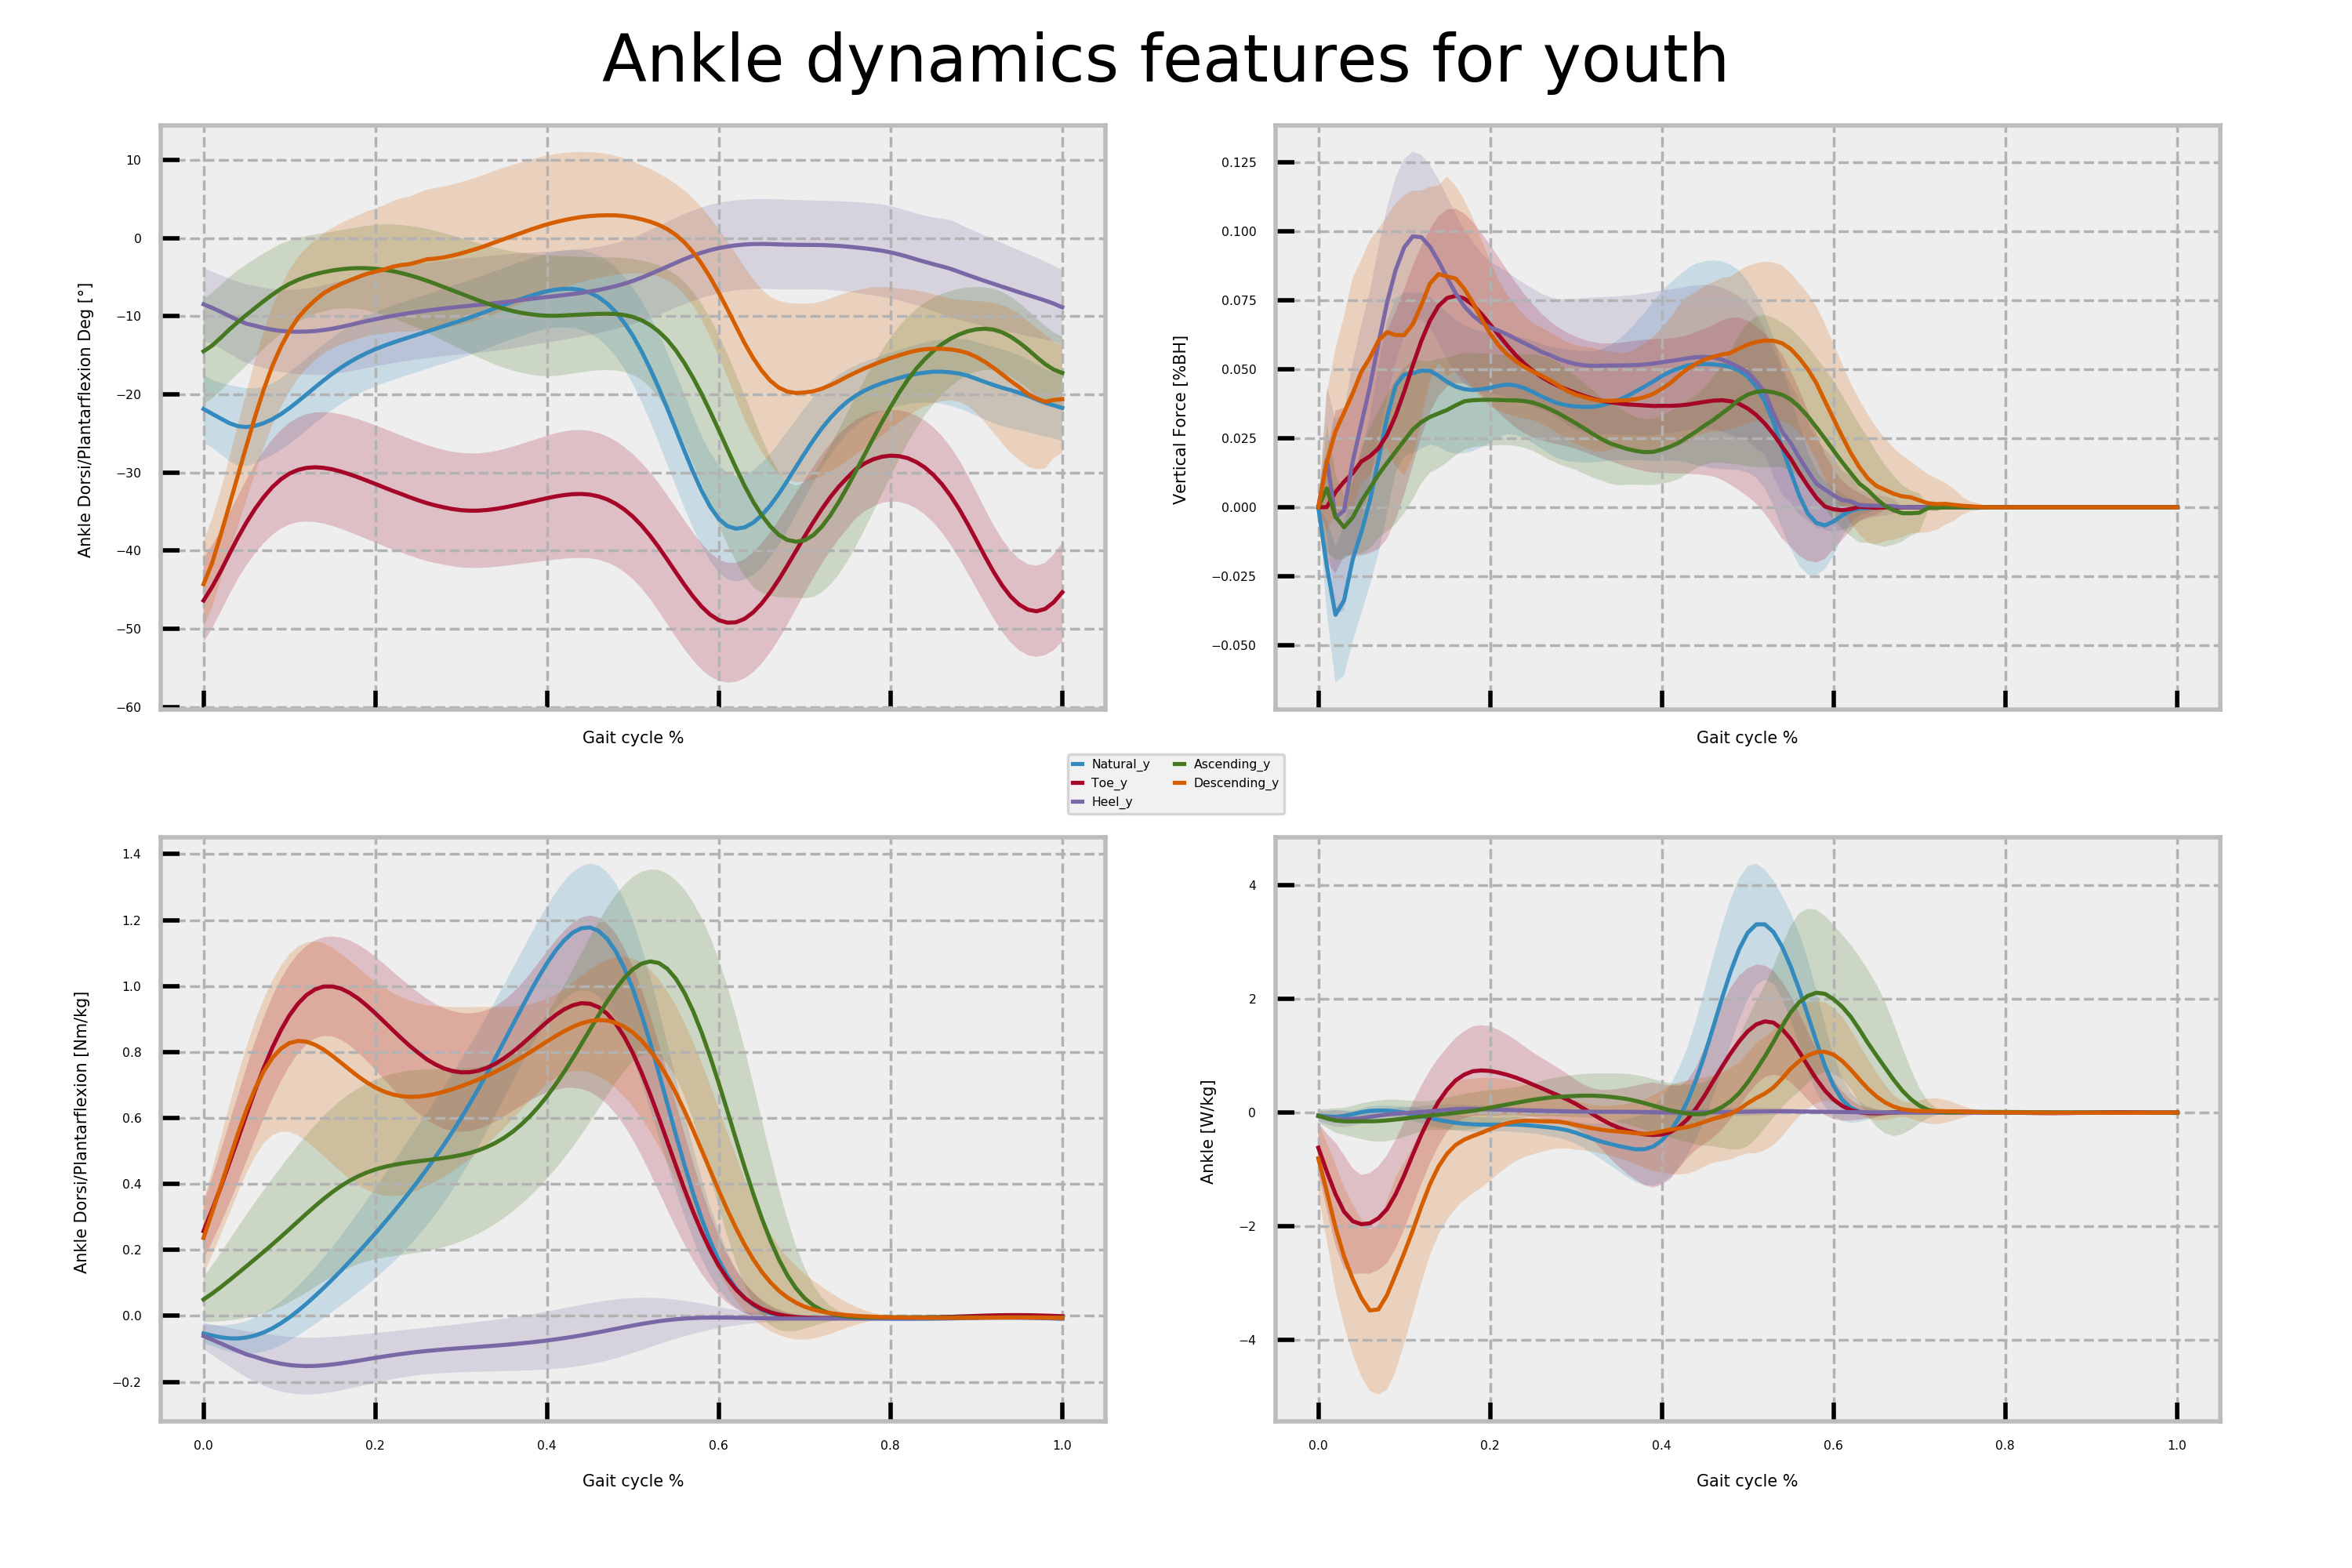 Ankle dynamics features for youth
Ankle Dorsi/Plantarflexion Deg [°]
10
0
−10
−20
−30
−40
−50
−60
Gait cycle %
Vertical Force [%BH]
0.125
0.100
0.075
0.050
0.025
0.000
−0.025
−0.050
Gait cycle %
Natural_y
Toe_y
Heel_y
Ascending_y
Descending_y
Ankle Dorsi/Plantarflexion [Nm/kg]
1.4
1.2
1.0
0.8
0.6
0.4
0.2
0.0
−0.2
0.0 0.2 0.4 0.6 0.8 1.0
Gait cycle %
Ankle [W/kg]
4
2
0
−2
−4
0.0 0.2 0.4 0.6 0.8 1.0
Gait cycle %